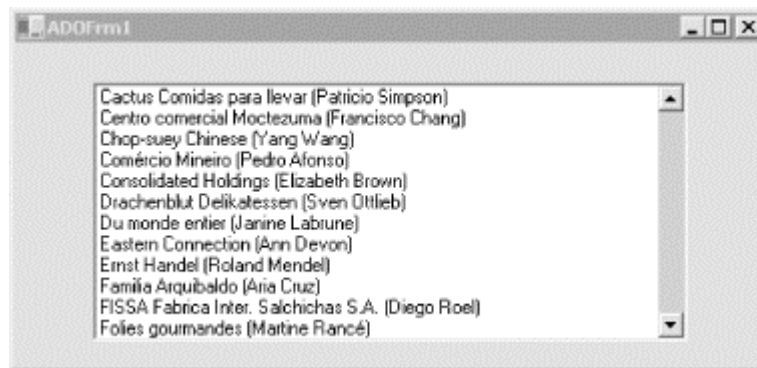 ADOFrm1
Cactus Comidas para llevar (Patricio Simpson)
Centro comercial Moctezuma (Francisco Chang)
Chop-suey Chinese (Yang Wang)
Comércio Mineiro (Pedro Afonso)
Consolidated Holdings (Elizabeth Brown)
Drachenblut Delikatessen (Sven Ottlieb)
Du monde entier (Janine Labrune)
Eastern Connection (Ann Devon)
Ernst Handel (Roland Mendel)
Familia Arquibaldo (Aria Cruz)
FISSA Fabrica Inter. Salchichas S.A. (Diego Roel)
Folies gourmandes (Martine Rancé)